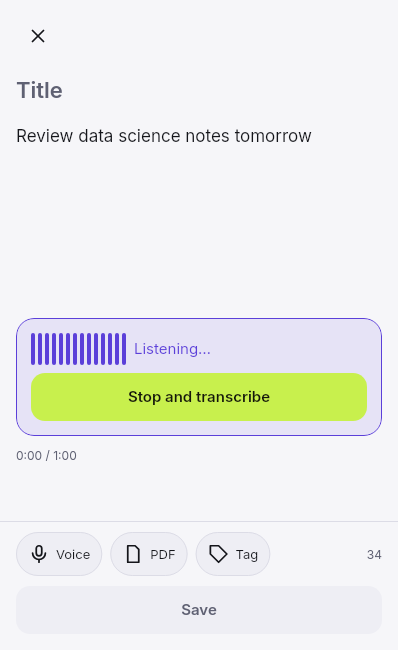 Title
Review data science notes tomorrow
Listening...
Stop and transcribe
0:00 / 1:00
Voice
PDF
Tag
34
Save